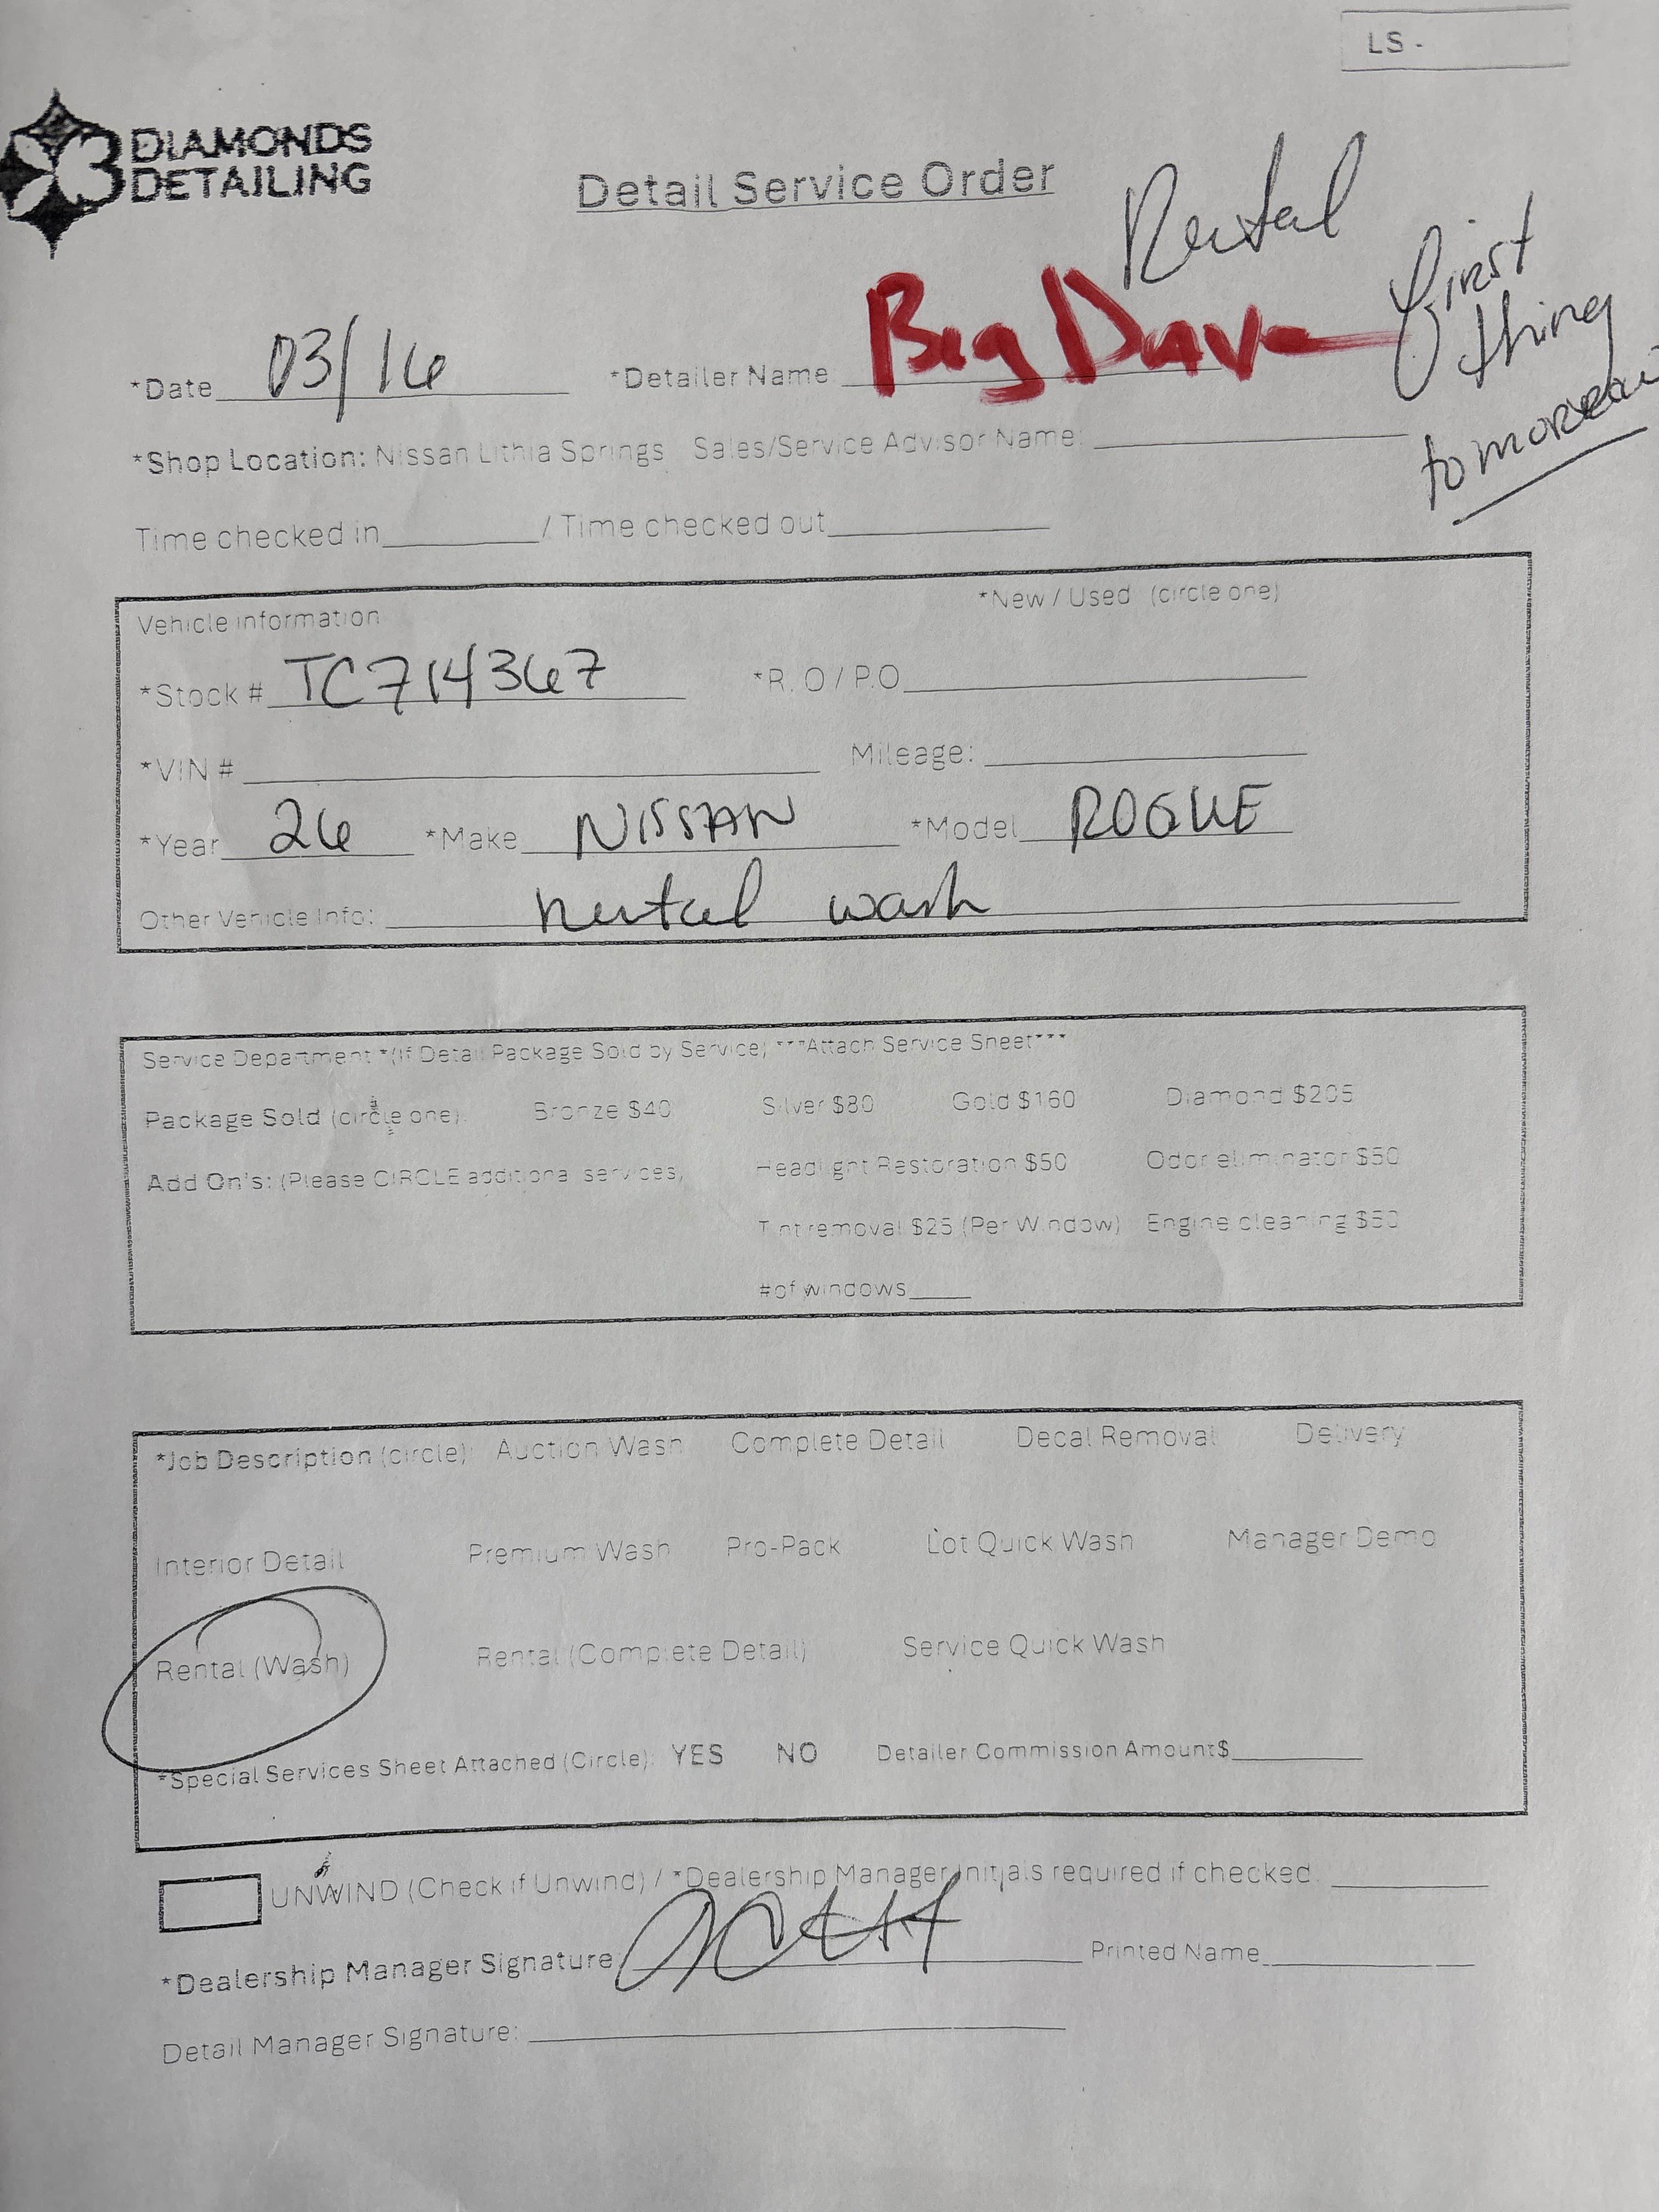 LS -
3 DIAMONDS
DETAILING
Detail Service Order
Rental
first
thing
tomorrow
*Date 03/16 *Detailer Name Big Dave
*Shop Location: Nissan Lithia Springs Sales/Service Advisor Name:
Time checked in / Time checked out
Vehicle information *New / Used (circle one)
*Stock # TC714367 *R.O / P.O
*VIN # Mileage:
*Year 26 *Make NISSAN *Model ROGUE
Other Vehicle Info: rental wash
Service Department *(If Detail Package Sold by Service) ***Attach Service Sheet***
Package Sold (circle one) Bronze $40 Silver $80 Gold $160 Diamond $205
Add On's: (Please CIRCLE additional services) Headlight Restoration $50 Odor eliminator $50
Tint removal $25 (Per Window) Engine cleaning $50
# of windows
*Job Description (circle) Auction Wash Complete Detail Decal Removal Delivery
Interior Detail Premium Wash Pro-Pack Lot Quick Wash Manager Demo
Rental (Wash) Rental (Complete Detail) Service Quick Wash
*Special Services Sheet Attached (Circle): YES NO Detailer Commission Amount $
UNWIND (Check if Unwind) / *Dealership Manager Initials required if checked
*Dealership Manager Signature Printed Name
Detail Manager Signature: